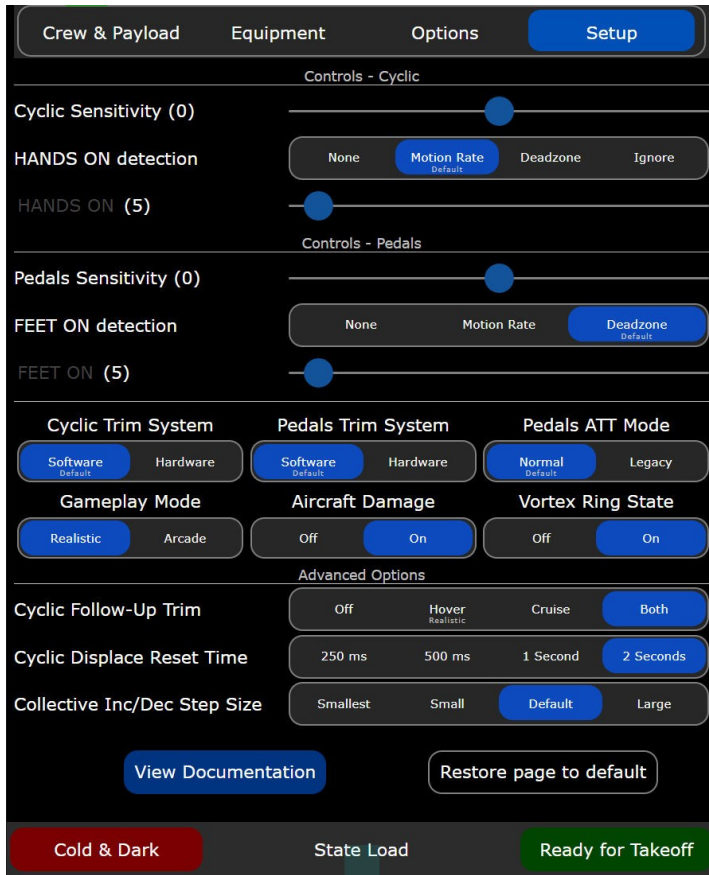 Crew & Payload Equipment Options Setup
Controls - Cyclic
Cyclic Sensitivity (0)
HANDS ON detection None Motion Rate Default Deadzone Ignore
HANDS ON (5)
Controls - Pedals
Pedals Sensitivity (0)
FEET ON detection None Motion Rate Deadzone Default
FEET ON (5)
Cyclic Trim System Pedals Trim System Pedals ATT Mode
Software Default Hardware Software Default Hardware Normal Default Legacy
Gameplay Mode Aircraft Damage Vortex Ring State
Realistic Arcade Off On Off On
Advanced Options
Cyclic Follow-Up Trim Off Hover Realistic Cruise Both
Cyclic Displace Reset Time 250 ms 500 ms 1 Second 2 Seconds
Collective Inc/Dec Step Size Smallest Small Default Large
View Documentation Restore page to default
Cold & Dark State Load Ready for Takeoff